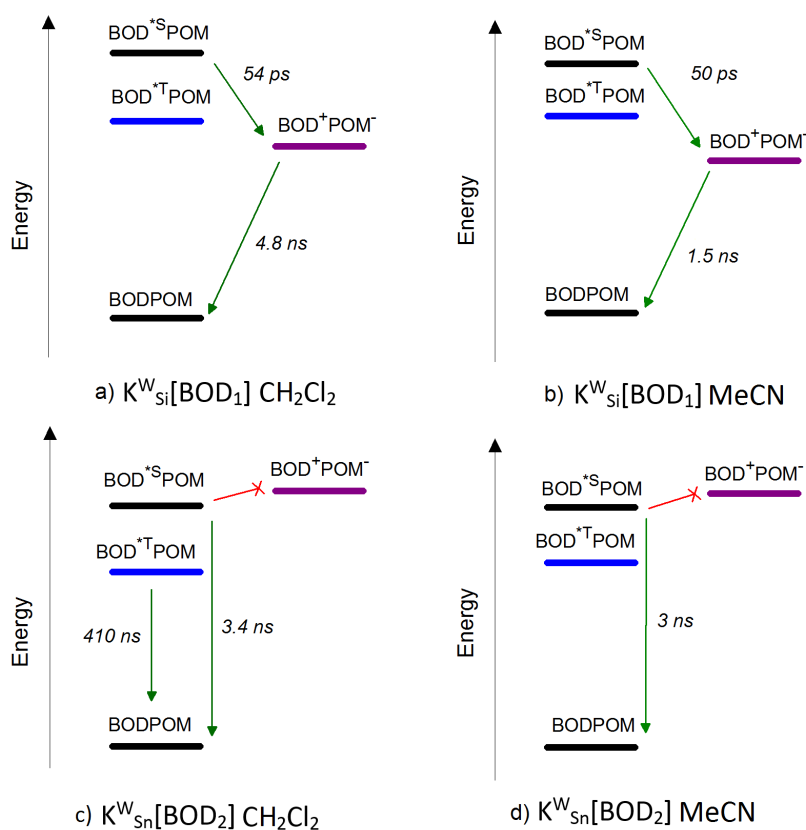 BOD*SPOM
54 ps
BOD*TPOM
BOD+POM-
Energy
4.8 ns
BODPOM
a) KWSi[BOD1] CH2Cl2
BOD*SPOM
50 ps
BOD*TPOM
BOD+POM-
Energy
1.5 ns
BODPOM
b) KWSi[BOD1] MeCN
BOD*SPOM
BOD+POM-
BOD*TPOM
Energy
410 ns
3.4 ns
BODPOM
c) KWSn[BOD2] CH2Cl2
BOD*SPOM
BOD+POM-
BOD*TPOM
Energy
3 ns
BODPOM
d) KWSn[BOD2] MeCN